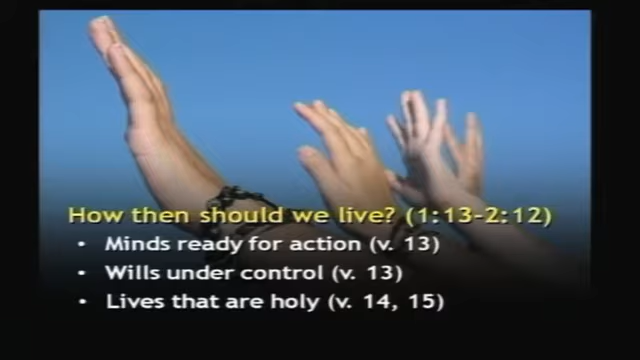 How then should we live? (1:13-2:12)
• Minds ready for action (v. 13)
• Wills under control (v. 13)
• Lives that are holy (v. 14, 15)